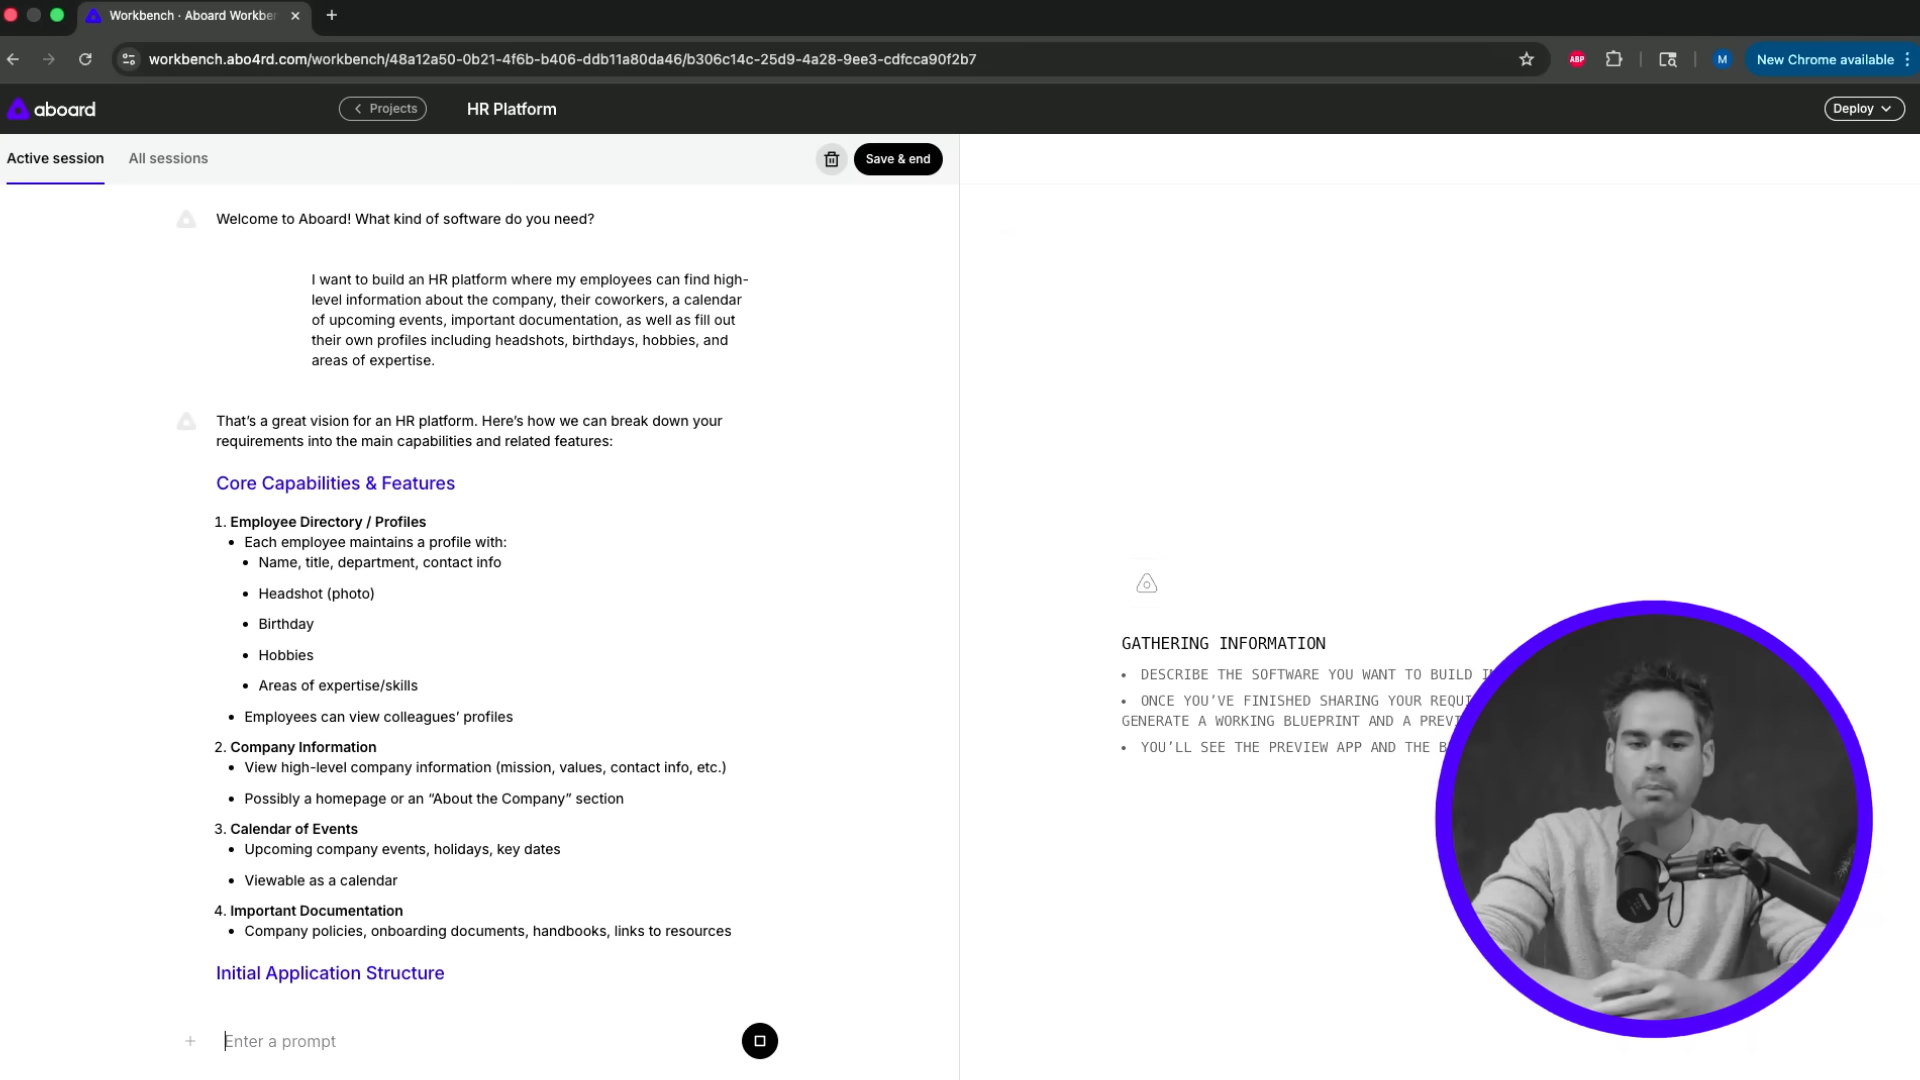 Workbench · Aboard Workben
workbench.abo4rd.com/workbench/48a12a50-0b21-4f6b-b406-ddb11a80da46/b306c14c-25d9-4a28-9ee3-cdfcca90f2b7
ABP
M
New Chrome available
aboard
Projects
HR Platform
Deploy
Active session
All sessions
Save & end
Welcome to Aboard! What kind of software do you need?
I want to build an HR platform where my employees can find high-
level information about the company, their coworkers, a calendar
of upcoming events, important documentation, as well as fill out
their own profiles including headshots, birthdays, hobbies, and
areas of expertise.
That's a great vision for an HR platform. Here's how we can break down your
requirements into the main capabilities and related features:
Core Capabilities & Features
1. Employee Directory / Profiles
• Each employee maintains a profile with:
• Name, title, department, contact info
• Headshot (photo)
• Birthday
• Hobbies
• Areas of expertise/skills
• Employees can view colleagues' profiles
2. Company Information
• View high-level company information (mission, values, contact info, etc.)
• Possibly a homepage or an “About the Company” section
3. Calendar of Events
• Upcoming company events, holidays, key dates
• Viewable as a calendar
4. Important Documentation
• Company policies, onboarding documents, handbooks, links to resources
Initial Application Structure
Enter a prompt
GATHERING INFORMATION
• DESCRIBE THE SOFTWARE YOU WANT TO BUILD
• ONCE YOU'VE FINISHED SHARING YOUR
GENERATE A WORKING BLUEPRINT AND A
• YOU'LL SEE THE PREVIEW APP AND THE